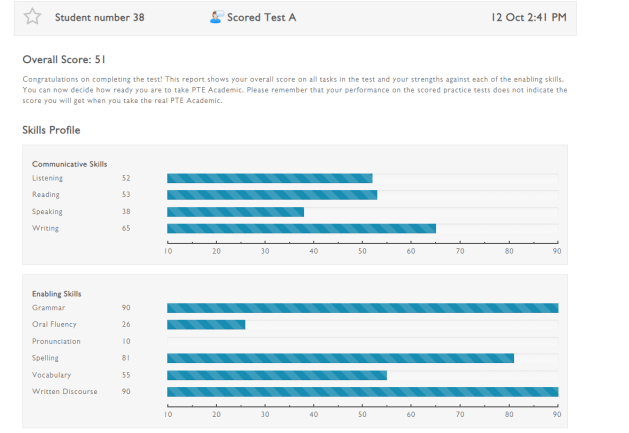 Student number 38 Scored Test A 12 Oct 2:41 PM
Overall Score: 51
Congratulations on completing the test! This report shows your overall score on all tasks in the test and your strengths against each of the enabling skills.
You can now decide how ready you are to take PTE Academic. Please remember that your performance on the scored practice tests does not indicate the
score you will get when you take the real PTE Academic.
Skills Profile
Communicative Skills
Listening 52
Reading 53
Speaking 38
Writing 65
10 20 30 40 50 60 70 80 90
Enabling Skills
Grammar 90
Oral Fluency 26
Pronunciation 10
Spelling 81
Vocabulary 55
Written Discourse 90
10 20 30 40 50 60 70 80 90